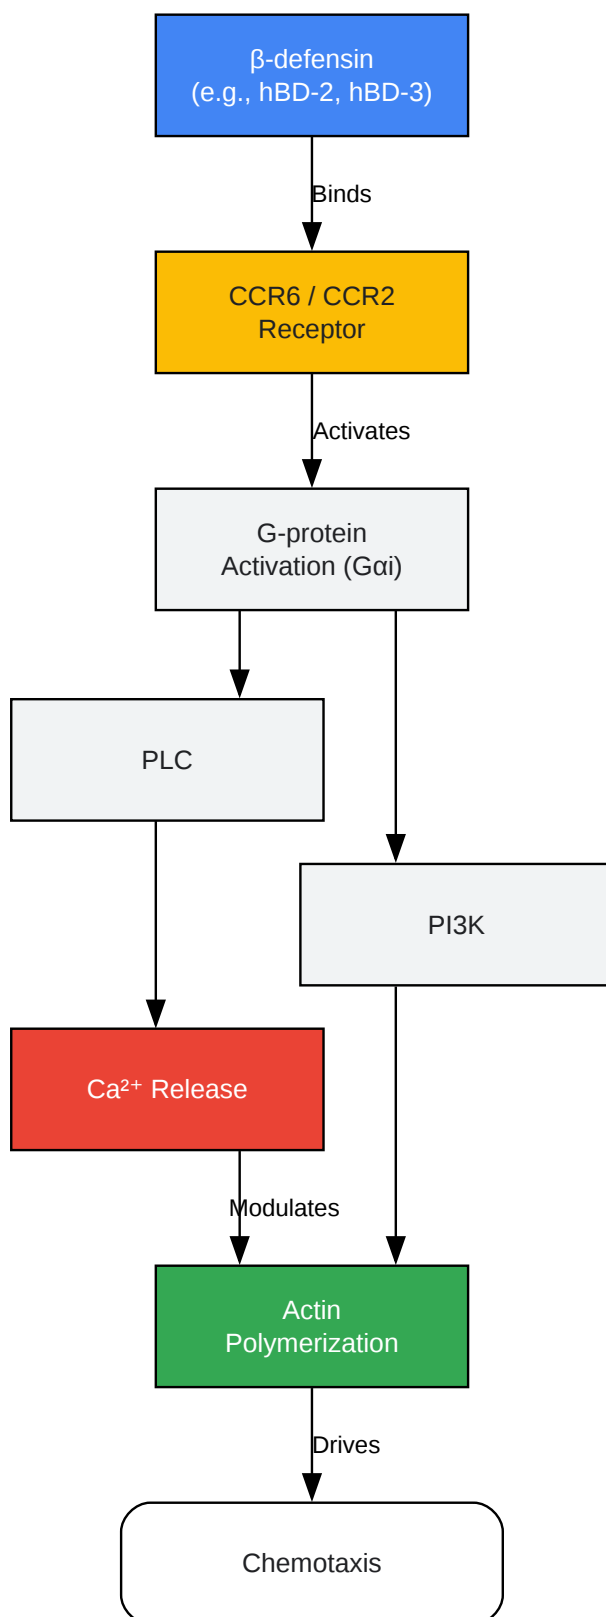 β-defensin
(e.g., hBD-2, hBD-3)
Binds
CCR6 / CCR2
Receptor
Activates
G-protein
Activation (Gαi)
PLC
PI3K
Ca²⁺ Release
Modulates
Actin
Polymerization
Drives
Chemotaxis